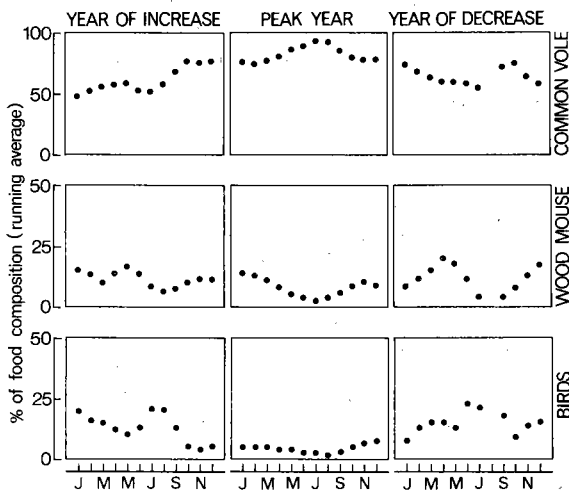 YEAR OF INCREASE PEAK YEAR YEAR OF DECREASE
% of food composition (running average)
100
50
0
COMMON VOLE
50
25
0
WOOD MOUSE
50
25
0
BIRDS
J M M J S N J M M J S N J M M J S N